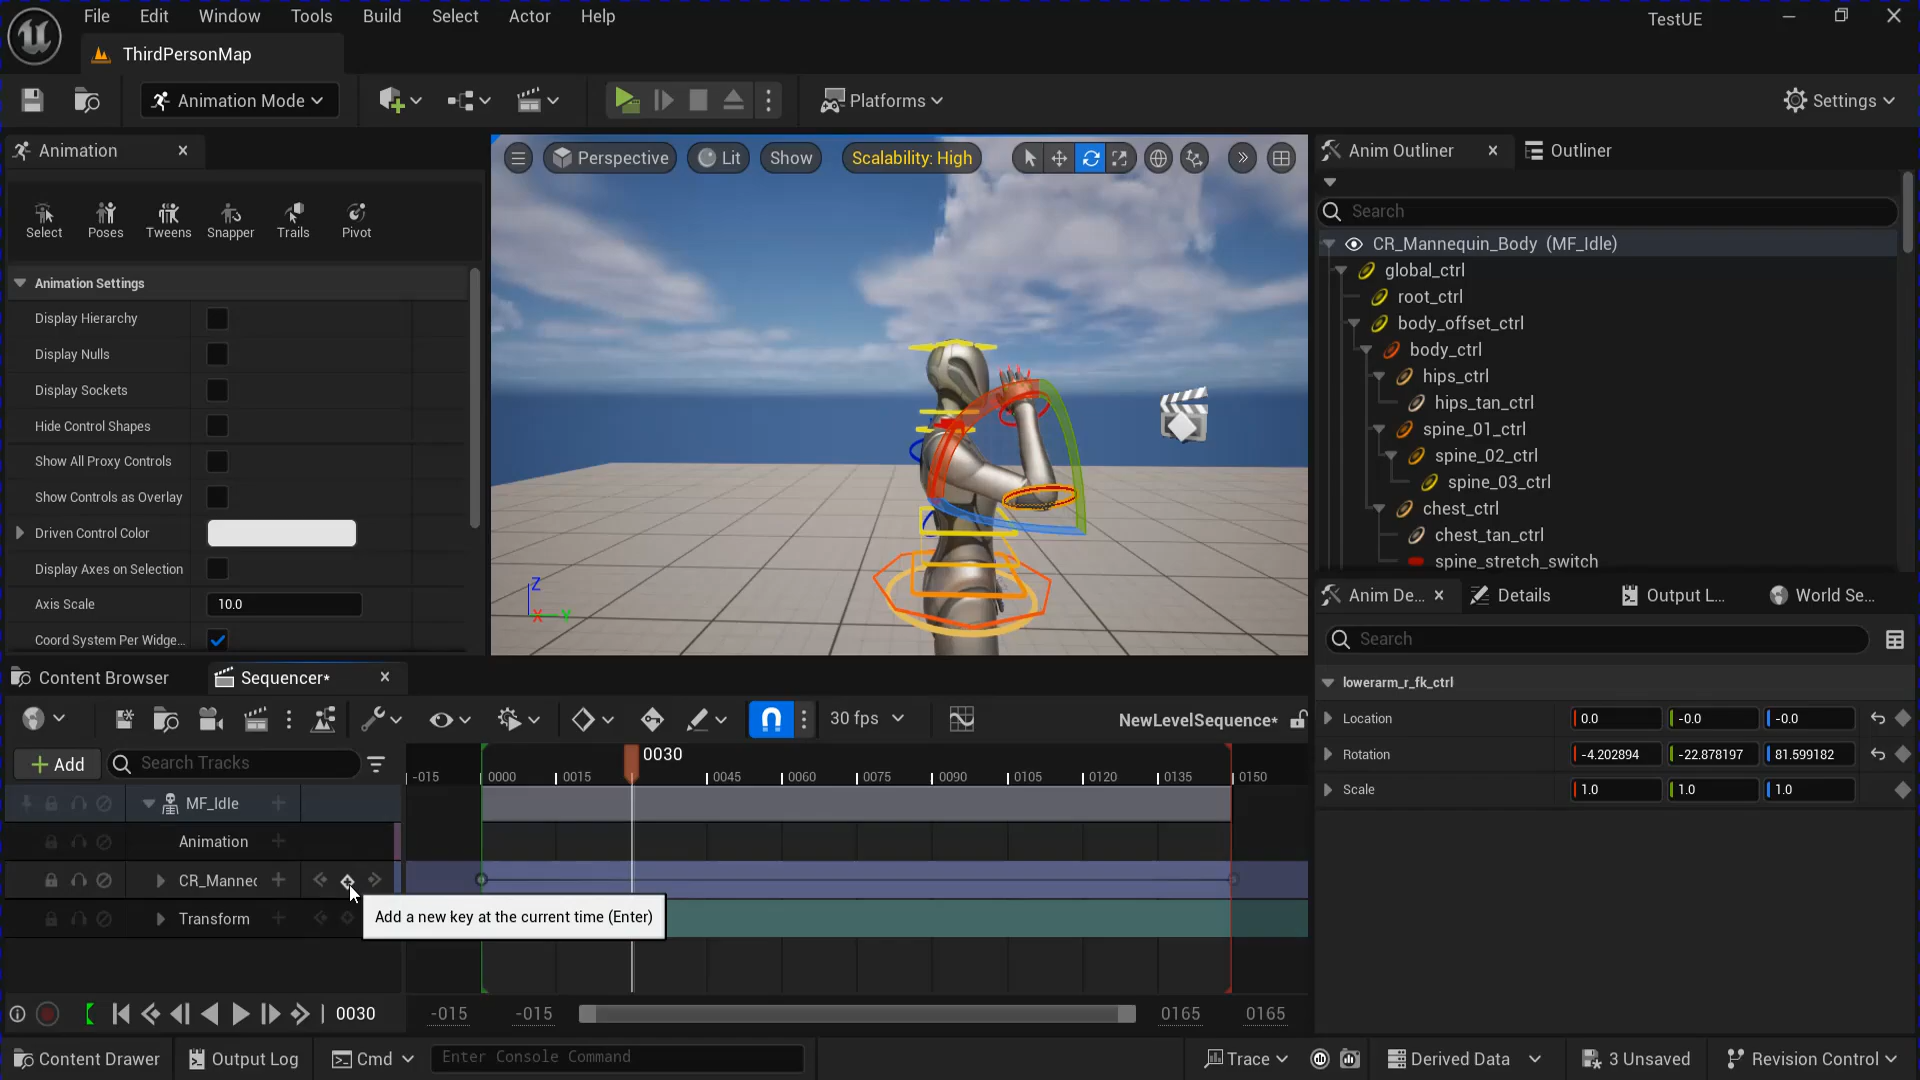 File Edit Window Tools Build Select Actor Help TestUE
ThirdPersonMap
Animation Mode Platforms Settings
Animation
Select Poses Tweens Snapper Trails Pivot
Animation Settings
Display Hierarchy
Display Nulls
Display Sockets
Hide Control Shapes
Show All Proxy Controls
Show Controls as Overlay
Driven Control Color
Display Axes on Selection
Axis Scale 10.0
Coord System Per Widge...
Perspective Lit Show Scalability: High
Z
X Y
Anim Outliner Outliner
Search
CR_Mannequin_Body (MF_Idle)
global_ctrl
root_ctrl
body_offset_ctrl
body_ctrl
hips_ctrl
hips_tan_ctrl
spine_01_ctrl
spine_02_ctrl
spine_03_ctrl
chest_ctrl
chest_tan_ctrl
spine_stretch_switch
Anim De... Details Output L... World Se...
Search
lowerarm_r_fk_ctrl
Location 0.0 -0.0 -0.0
Rotation -4.202894 -22.878197 81.599182
Scale 1.0 1.0 1.0
Content Browser Sequencer*
30 fps NewLevelSequence*
Add Search Tracks
0030
-015 0000 0015 0045 0060 0075 0090 0105 0120 0135 0150
MF_Idle
Animation
CR_Mannec
Transform
Add a new key at the current time (Enter)
0030 -015 -015 0165 0165
Content Drawer Output Log Cmd Enter Console Command Trace Derived Data 3 Unsaved Revision Control